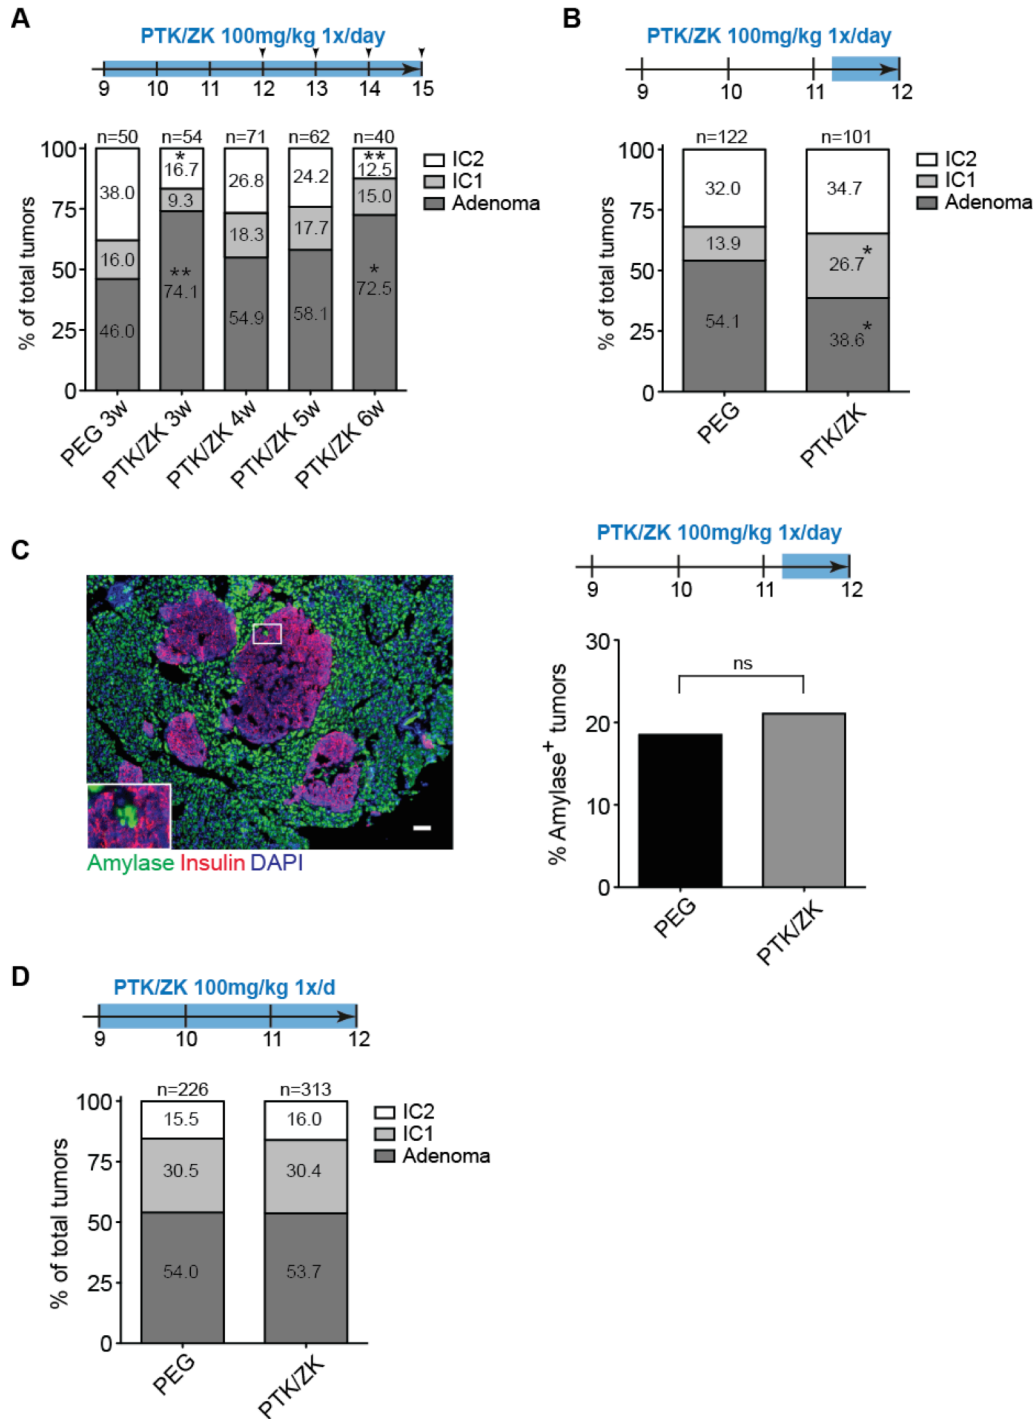 A
PTK/ZK 100mg/kg 1x/day
9 10 11 12 13 14 15
n=50 n=54 n=71 n=62 n=40
% of total tumors
100
75
50
25
0
38.0
16.0
46.0
*
16.7
9.3
**
74.1
26.8
18.3
54.9
24.2
17.7
58.1
**
12.5
15.0
*
72.5
IC2
IC1
Adenoma
PEG 3w
PTK/ZK 3w
PTK/ZK 4w
PTK/ZK 5w
PTK/ZK 6w
B
PTK/ZK 100mg/kg 1x/day
9 10 11 12
n=122 n=101
% of total tumors
100
75
50
25
0
32.0
13.9
54.1
34.7
26.7*
38.6*
IC2
IC1
Adenoma
PEG
PTK/ZK
C
Amylase Insulin DAPI
PTK/ZK 100mg/kg 1x/day
9 10 11 12
% Amylase+ tumors
30
20
10
0
ns
PEG
PTK/ZK
D
PTK/ZK 100mg/kg 1x/d
9 10 11 12
n=226 n=313
% of total tumors
100
75
50
25
0
15.5
30.5
54.0
16.0
30.4
53.7
IC2
IC1
Adenoma
PEG
PTK/ZK